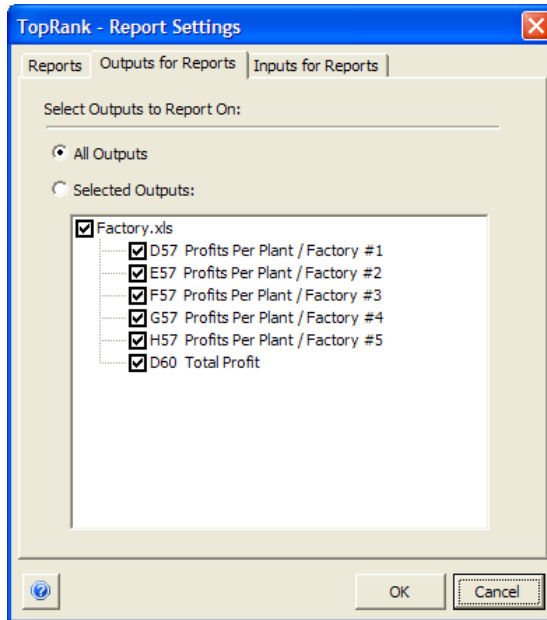 TopRank - Report Settings
Reports
Outputs for Reports
Inputs for Reports
Select Outputs to Report On:
All Outputs
Selected Outputs:
Factory.xls
D57 Profits Per Plant / Factory #1
E57 Profits Per Plant / Factory #2
F57 Profits Per Plant / Factory #3
G57 Profits Per Plant / Factory #4
H57 Profits Per Plant / Factory #5
D60 Total Profit
OK
Cancel